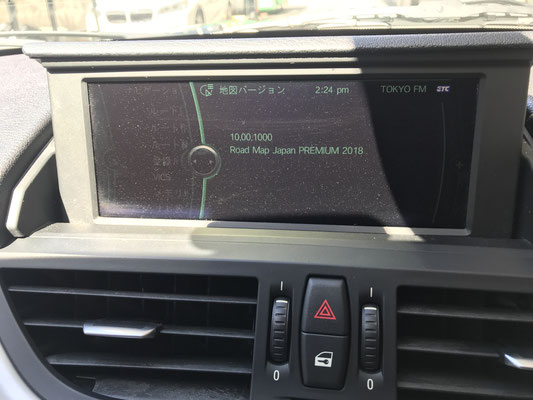 地図バージョン 2:24 pm TOKYO FM ETC
10.00.1000
Road Map Japan PREMIUM 2018
I I
0 0